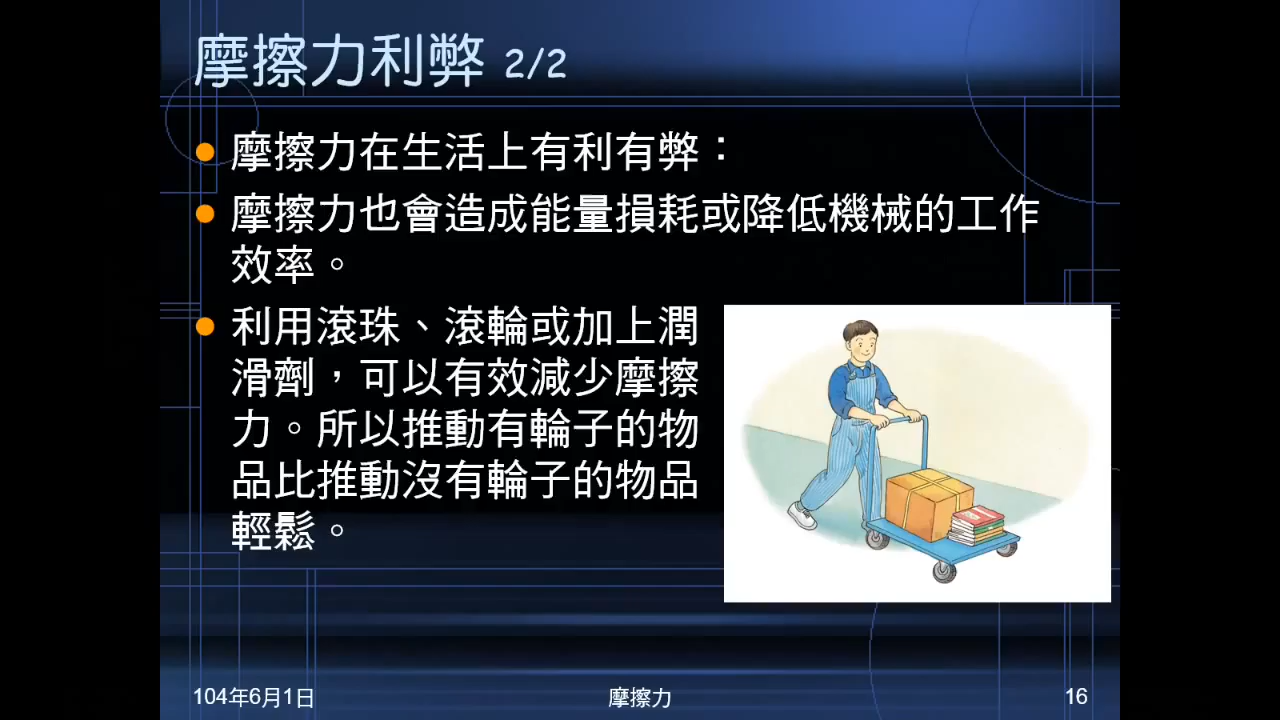 摩擦力利弊 2/2
摩擦力在生活上有利有弊：
摩擦力也會造成能量損耗或降低機械的工作
效率。
利用滾珠、滾輪或加上潤
滑劑，可以有效減少摩擦
力。所以推動有輪子的物
品比推動沒有輪子的物品
輕鬆。
104年6月1日
摩擦力
16